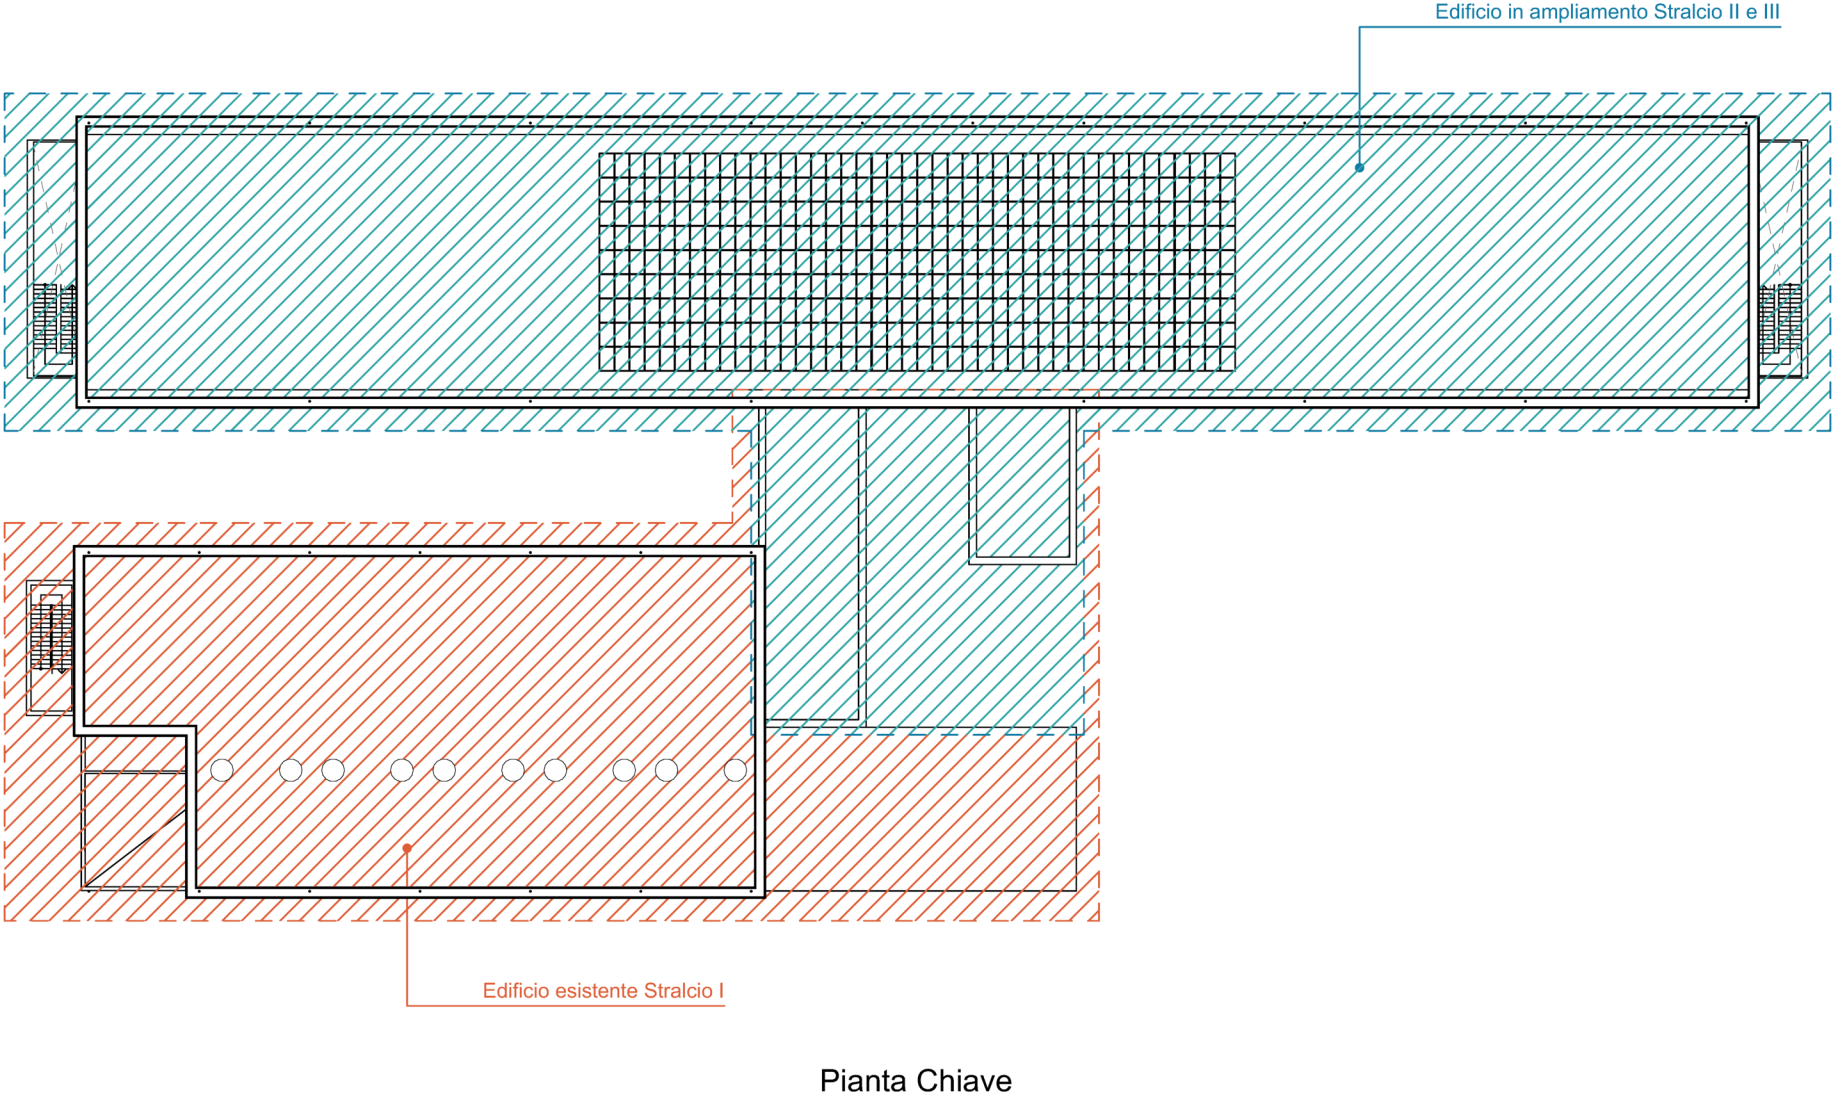 Edificio in ampliamento Stralcio II e III
Edificio esistente Stralcio I
Pianta Chiave